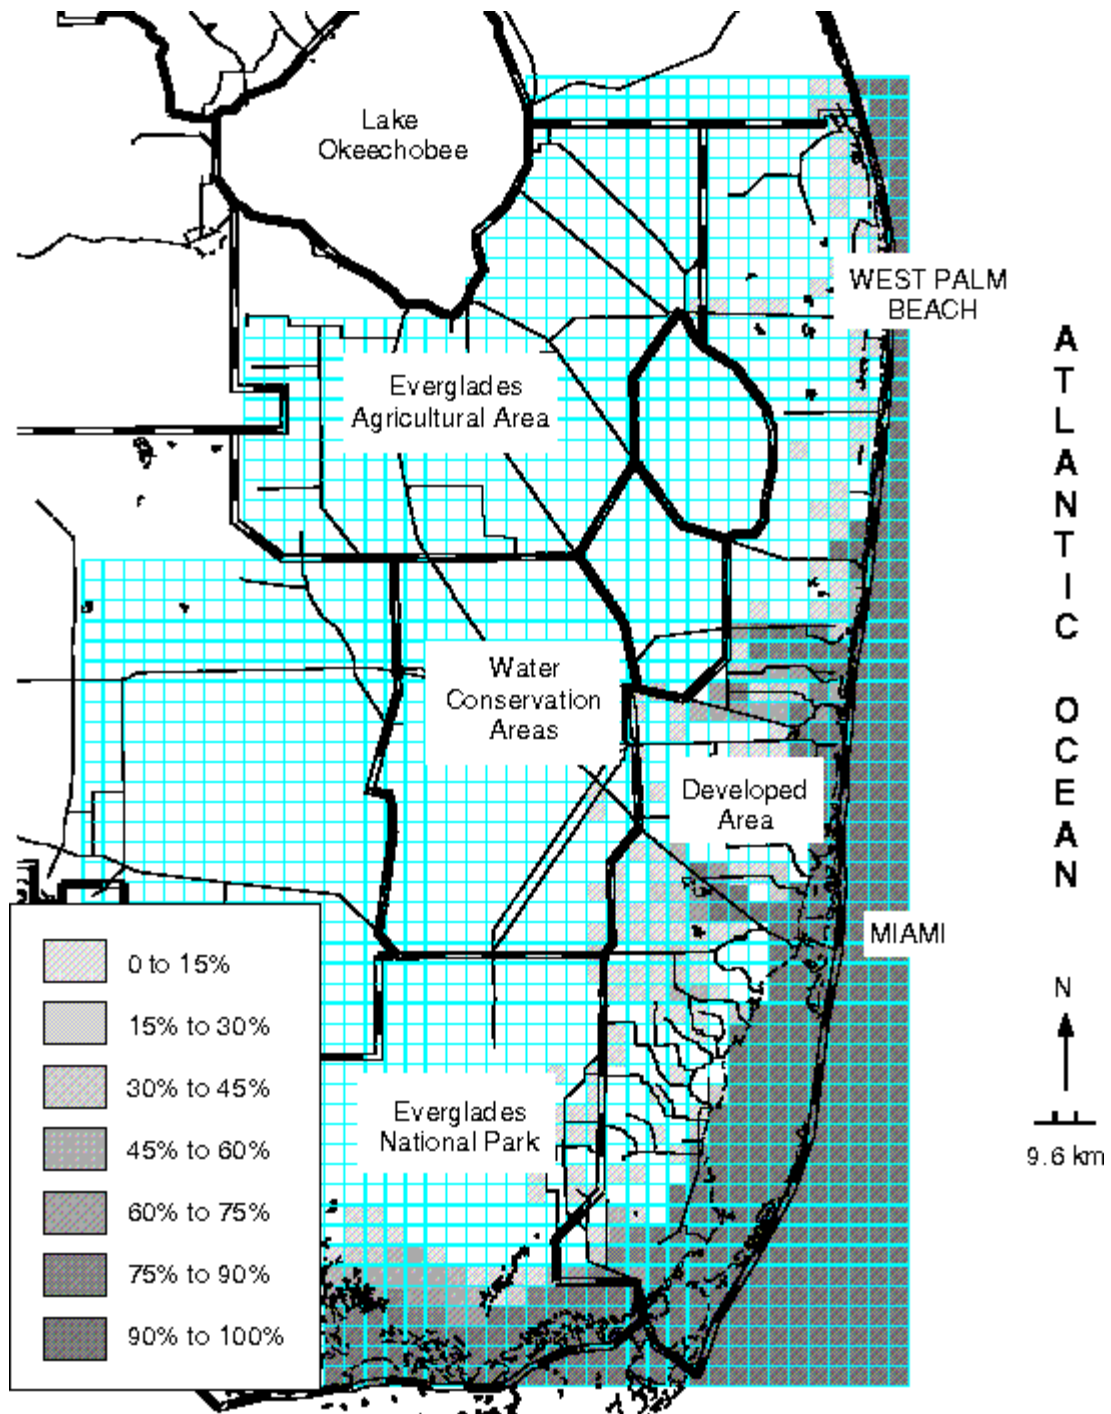 Lake
Okeechobee
WEST PALM
BEACH
Everglades
Agricultural Area
ATLANTIC OCEAN
Water
Conservation
Areas
Developed
Area
MIAMI
N
9.6 km
Everglades
National Park
0 to 15%
15% to 30%
30% to 45%
45% to 60%
60% to 75%
75% to 90%
90% to 100%